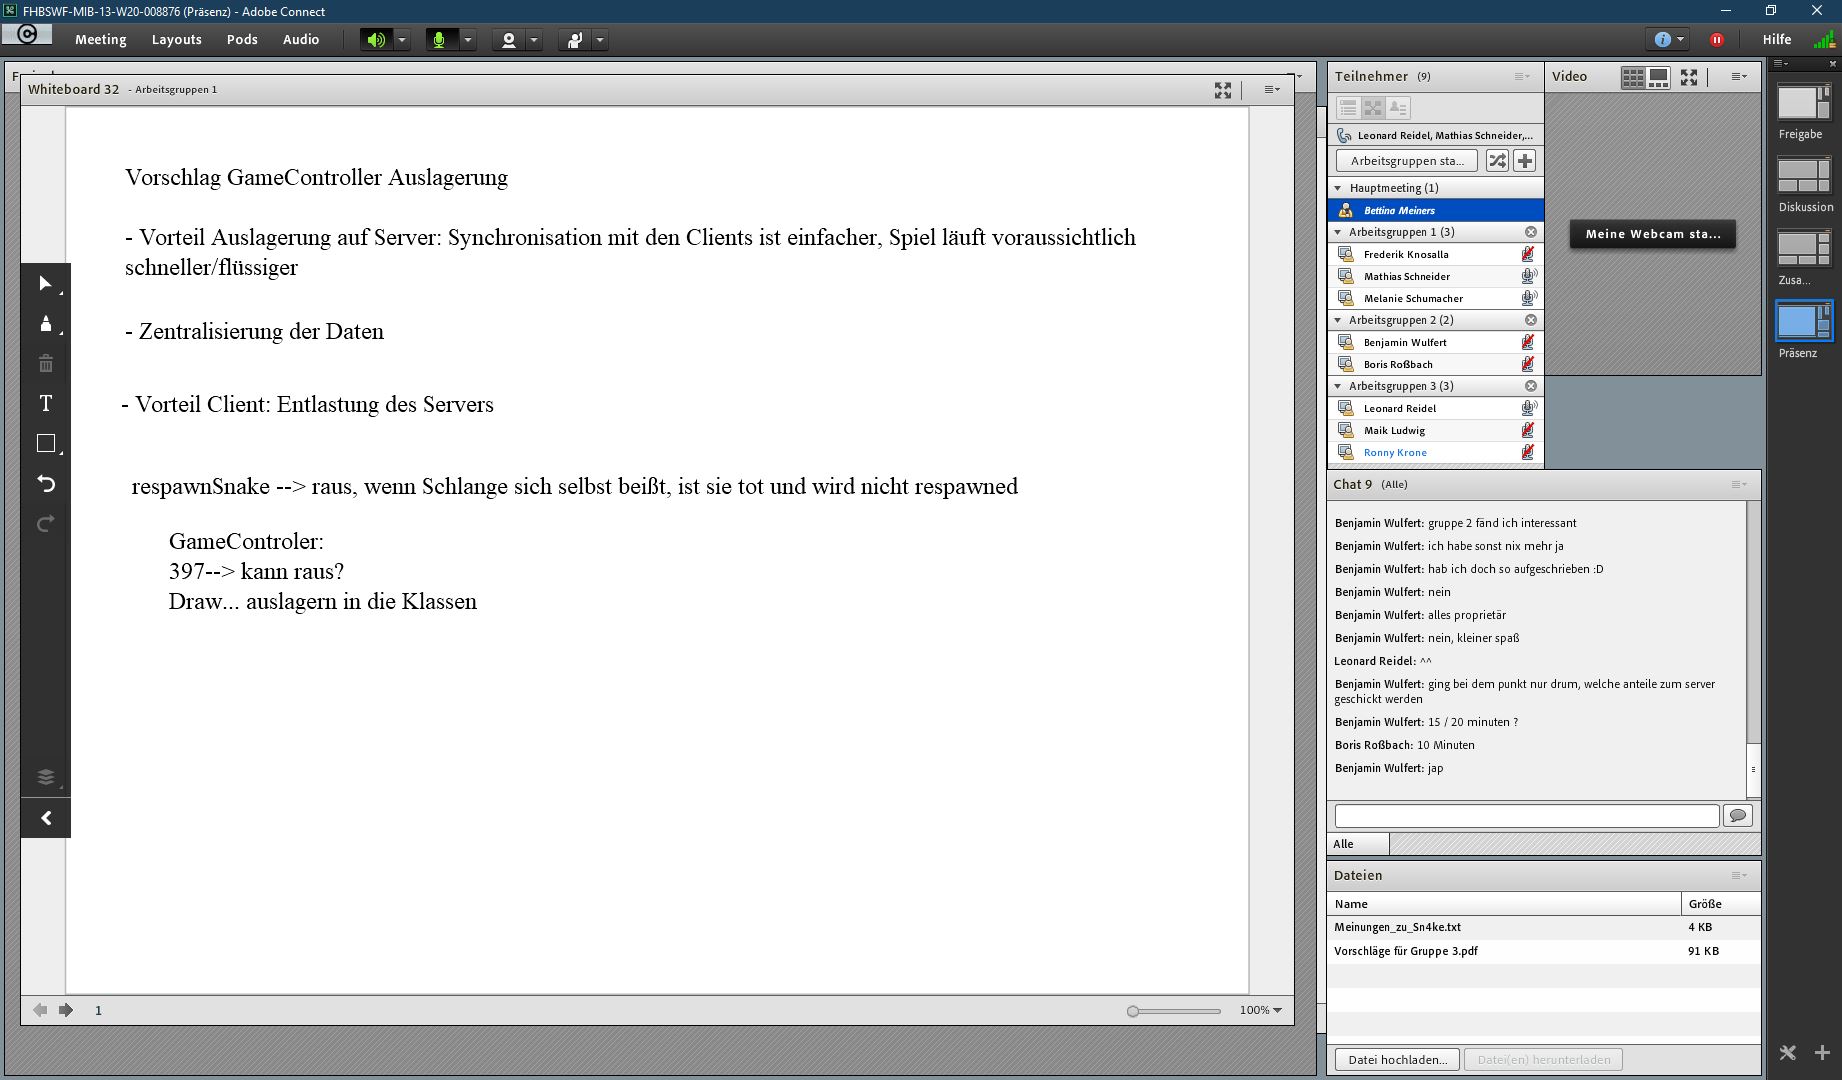 FHBSWF-MIB-13-W20-008876 (Präsenz) - Adobe Connect
Meeting Layouts Pods Audio Hilfe
Whiteboard 32 - Arbeitsgruppen 1
Vorschlag GameController Auslagerung
- Vorteil Auslagerung auf Server: Synchronisation mit den Clients ist einfacher, Spiel läuft voraussichtlich
schneller/flüssiger
- Zentralisierung der Daten
- Vorteil Client: Entlastung des Servers
respawnSnake --> raus, wenn Schlange sich selbst beißt, ist sie tot und wird nicht respawned
GameControler:
397--> kann raus?
Draw... auslagern in die Klassen
T
1
100%
Teilnehmer (9)
Leonard Reidel, Mathias Schneider,...
Arbeitsgruppen sta...
Hauptmeeting (1)
Bettina Meiners
Arbeitsgruppen 1 (3)
Frederik Knosalla
Mathias Schneider
Melanie Schumacher
Arbeitsgruppen 2 (2)
Benjamin Wulfert
Boris Roßbach
Arbeitsgruppen 3 (3)
Leonard Reidel
Maik Ludwig
Ronny Krone
Video
Meine Webcam sta...
Chat 9 (Alle)
Benjamin Wulfert: gruppe 2 fänd ich interessant
Benjamin Wulfert: ich habe sonst nix mehr ja
Benjamin Wulfert: hab ich doch so aufgeschrieben :D
Benjamin Wulfert: nein
Benjamin Wulfert: alles proprietär
Benjamin Wulfert: nein, kleiner spaß
Leonard Reidel: ^^
Benjamin Wulfert: ging bei dem punkt nur drum, welche anteile zum server
geschickt werden
Benjamin Wulfert: 15 / 20 minuten ?
Boris Roßbach: 10 Minuten
Benjamin Wulfert: jap
Alle
Dateien
Name Größe
Meinungen_zu_Sn4ke.txt 4 KB
Vorschläge für Gruppe 3.pdf 91 KB
Datei hochladen... Datei(en) herunterladen
Freigabe
Diskussion
Zusa...
Präsenz